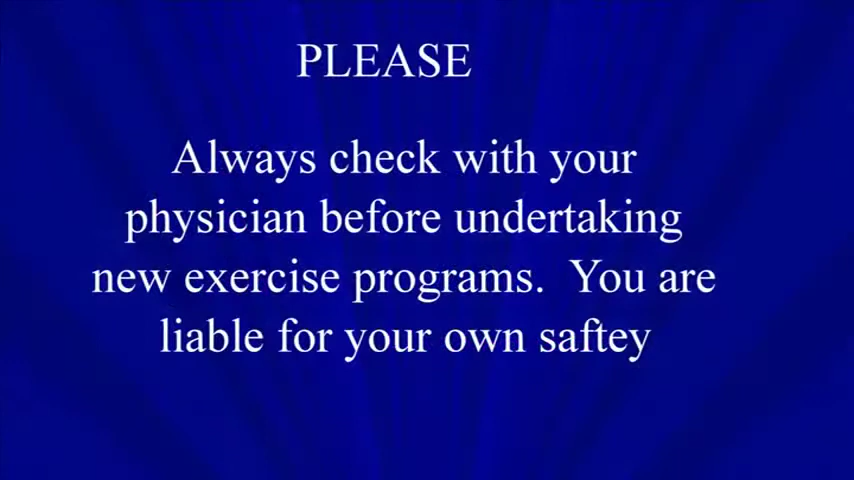 PLEASE
Always check with your
physician before undertaking
new exercise programs.  You are
liable for your own saftey